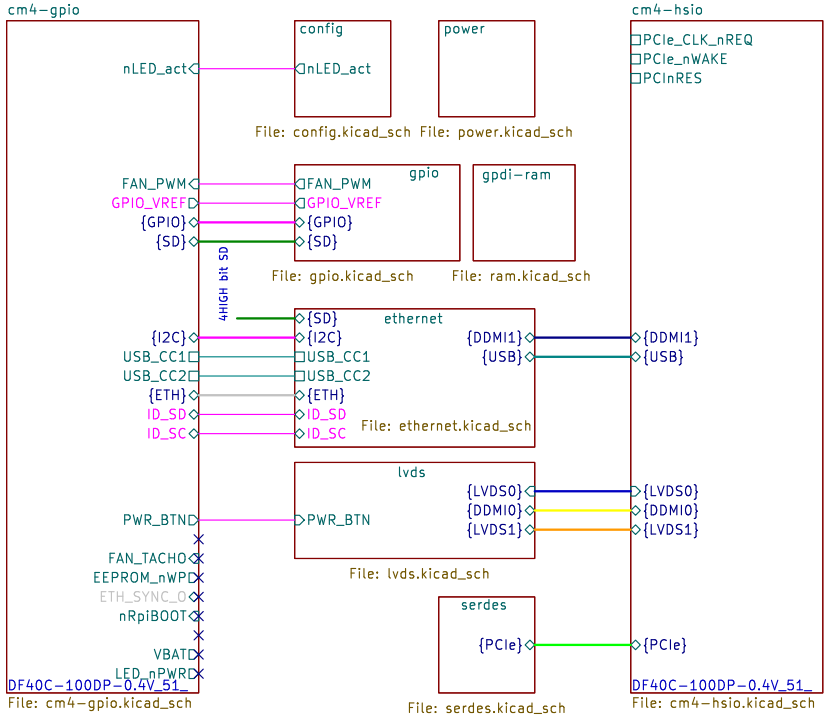 cm4-gpio
nLED_act
FAN_PWM
GPIO_VREF
{GPIO}
{SD}
{I2C}
USB_CC1
USB_CC2
{ETH}
ID_SD
ID_SC
PWR_BTN
FAN_TACHO
EEPROM_nWP
ETH_SYNC_O
nRpiBOOT
VBAT
LED_nPWR
DF40C-100DP-0.4V_51_
File: cm4-gpio.kicad_sch
config
nLED_act
File: config.kicad_sch
power
File: power.kicad_sch
gpio
FAN_PWM
GPIO_VREF
{GPIO}
{SD}
File: gpio.kicad_sch
gpdi-ram
File: ram.kicad_sch
4HIGH bit SD
ethernet
{SD}
{I2C}
USB_CC1
USB_CC2
{ETH}
ID_SD
ID_SC
{DDMI1}
{USB}
File: ethernet.kicad_sch
lvds
PWR_BTN
{LVDS0}
{DDMI0}
{LVDS1}
File: lvds.kicad_sch
serdes
{PCIe}
File: serdes.kicad_sch
cm4-hsio
PCIe_CLK_nREQ
PCIe_nWAKE
PCInRES
{DDMI1}
{USB}
{LVDS0}
{DDMI0}
{LVDS1}
{PCIe}
DF40C-100DP-0.4V_51_
File: cm4-hsio.kicad_sch